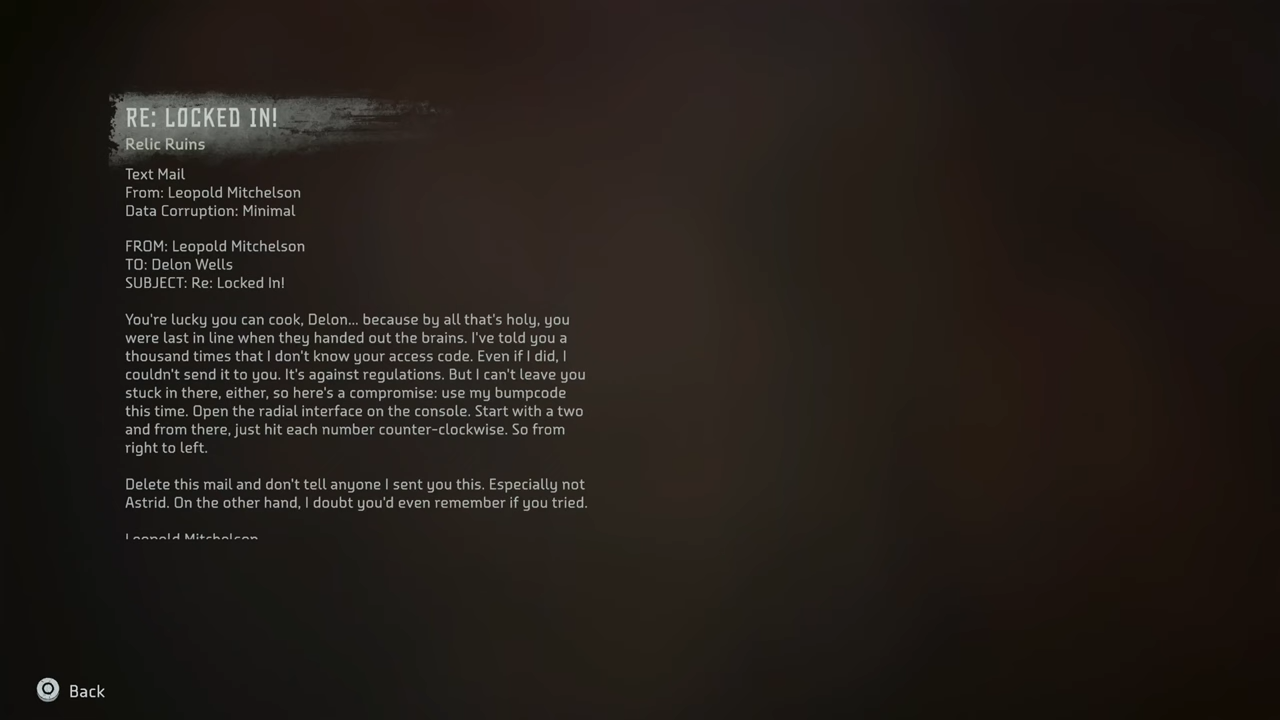 RE: LOCKED IN!
Relic Ruins
Text Mail
From: Leopold Mitchelson
Data Corruption: Minimal
FROM: Leopold Mitchelson
TO: Delon Wells
SUBJECT: Re: Locked In!
You're lucky you can cook, Delon... because by all that's holy, you
were last in line when they handed out the brains. I've told you a
thousand times that I don't know your access code. Even if I did, I
couldn't send it to you. It's against regulations. But I can't leave you
stuck in there, either, so here's a compromise: use my bumpcode
this time. Open the radial interface on the console. Start with a two
and from there, just hit each number counter-clockwise. So from
right to left.
Delete this mail and don't tell anyone I sent you this. Especially not
Astrid. On the other hand, I doubt you'd even remember if you tried.
Leopold Mitchelson
Back